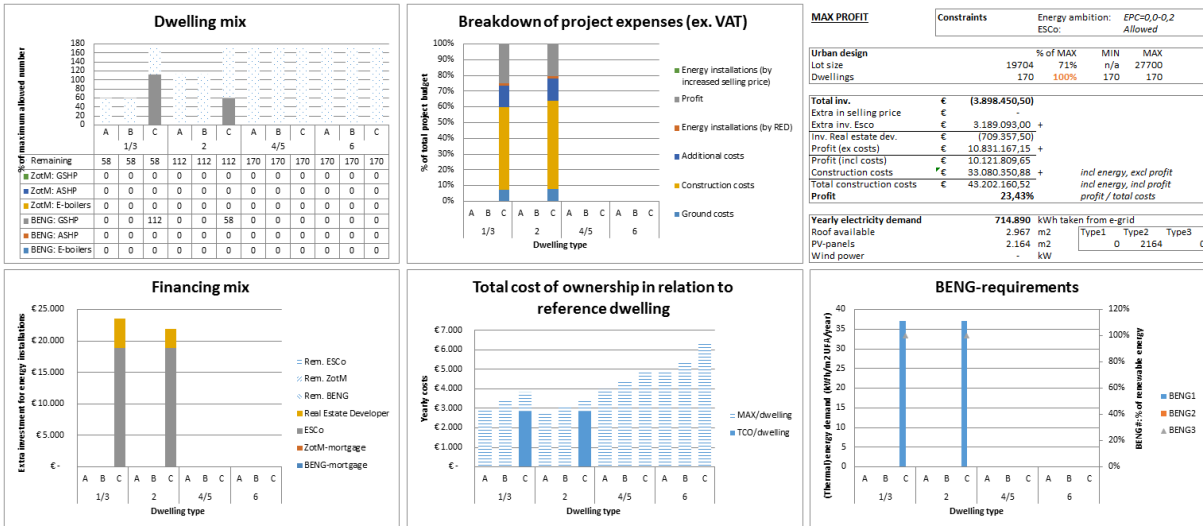 Dwelling mix
% of maximum allowed number
180
160
140
120
100
80
60
40
20
0
A B C A B C A B C A B C
1/3 2 4/5 6
Remaining 58 58 58 112 112 112 170 170 170 170 170 170
ZotM: GSHP 0 0 0 0 0 0 0 0 0 0 0 0
ZotM: ASHP 0 0 0 0 0 0 0 0 0 0 0 0
ZotM: E-boilers 0 0 0 0 0 0 0 0 0 0 0 0
BENG: GSHP 0 0 112 0 0 58 0 0 0 0 0 0
BENG: ASHP 0 0 0 0 0 0 0 0 0 0 0 0
BENG: E-boilers 0 0 0 0 0 0 0 0 0 0 0 0
Dwelling type
Breakdown of project expenses (ex. VAT)
% of total project budget
100%
90%
80%
70%
60%
50%
40%
30%
20%
10%
0%
A B C A B C A B C A B C
1/3 2 4/5 6
Dwelling type
Energy installations (by increased selling price)
Profit
Energy installations (by RED)
Additional costs
Construction costs
Ground costs
MAX PROFIT
Constraints Energy ambition: EPC=0,0-0,2
ESCo: Allowed
Urban design % of MAX MIN MAX
Lot size 19704 71% n/a 27700
Dwellings 170 100% 170 170
Total inv. € (3.898.450,50)
Extra in selling price € -
Extra inv. Esco € 3.189.093,00 +
Inv. Real estate dev. € (709.357,50)
Profit (ex costs) € 10.831.167,15 +
Profit (incl costs) € 10.121.809,65
Construction costs € 33.080.350,88 + incl energy, excl profit
Total construction costs € 43.202.160,52 incl energy, incl profit
Profit 23,43% profit / total costs
Yearly electricity demand 714.890 kWh taken from e-grid
Roof available 2.967 m2 Type1 Type2 Type3
PV-panels 2.164 m2 0 2164 0
Wind power - kW
Financing mix
Extra investment for energy installations
€ 25.000
€ 20.000
€ 15.000
€ 10.000
€ 5.000
€ -
A B C A B C A B C A B C
1/3 2 4/5 6
Dwelling type
Rem. ESCo
Rem. ZotM
Rem. BENG
Real Estate Developer
ESCo
ZotM-mortgage
BENG-mortgage
Total cost of ownership in relation to reference dwelling
Yearly costs
€ 7.000
€ 6.000
€ 5.000
€ 4.000
€ 3.000
€ 2.000
€ 1.000
€ -
A B C A B C A B C A B C
1/3 2 4/5 6
Dwelling type
MAX/dwelling
TCO/dwelling
BENG-requirements
(Thermal) energy demand (kWh/m2 UFA/year)
40
35
30
25
20
15
10
5
0
A B C A B C A B C A B C
1/3 2 4/5 6
Dwelling type
120%
100%
80%
60%
40%
20%
0%
BENG#: % of renewable energy
BENG1
BENG2
BENG3